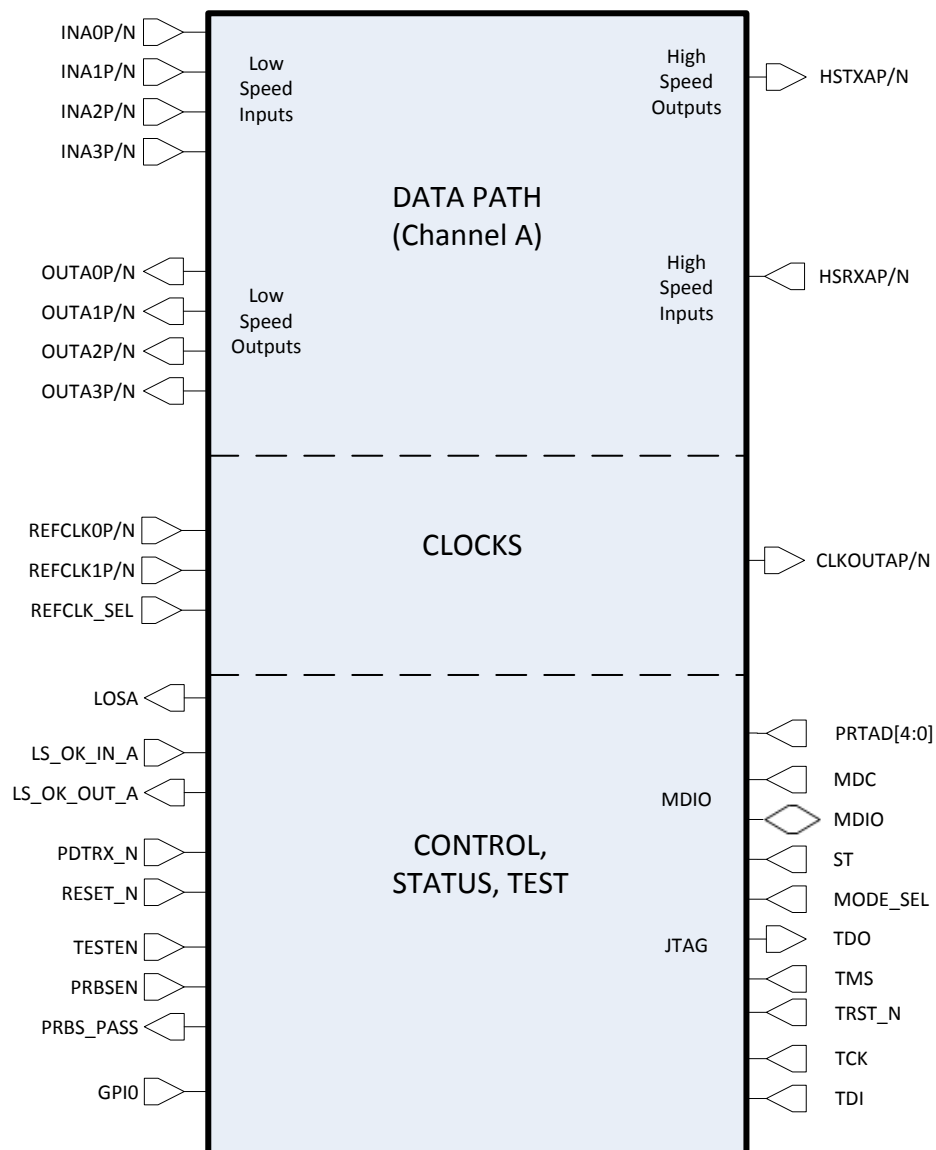 INA0P/N
INA1P/N
INA2P/N
INA3P/N
Low
Speed
Inputs
High
Speed
Outputs
HSTXAP/N
DATA PATH
(Channel A)
OUTA0P/N
OUTA1P/N
OUTA2P/N
OUTA3P/N
Low
Speed
Outputs
High
Speed
Inputs
HSRXAP/N
REFCLK0P/N
REFCLK1P/N
REFCLK_SEL
CLOCKS
CLKOUTAP/N
LOSA
LS_OK_IN_A
LS_OK_OUT_A
PDTRX_N
RESET_N
TESTEN
PRBSEN
PRBS_PASS
GPI0
CONTROL,
STATUS, TEST
MDIO
JTAG
PRTAD[4:0]
MDC
MDIO
ST
MODE_SEL
TDO
TMS
TRST_N
TCK
TDI